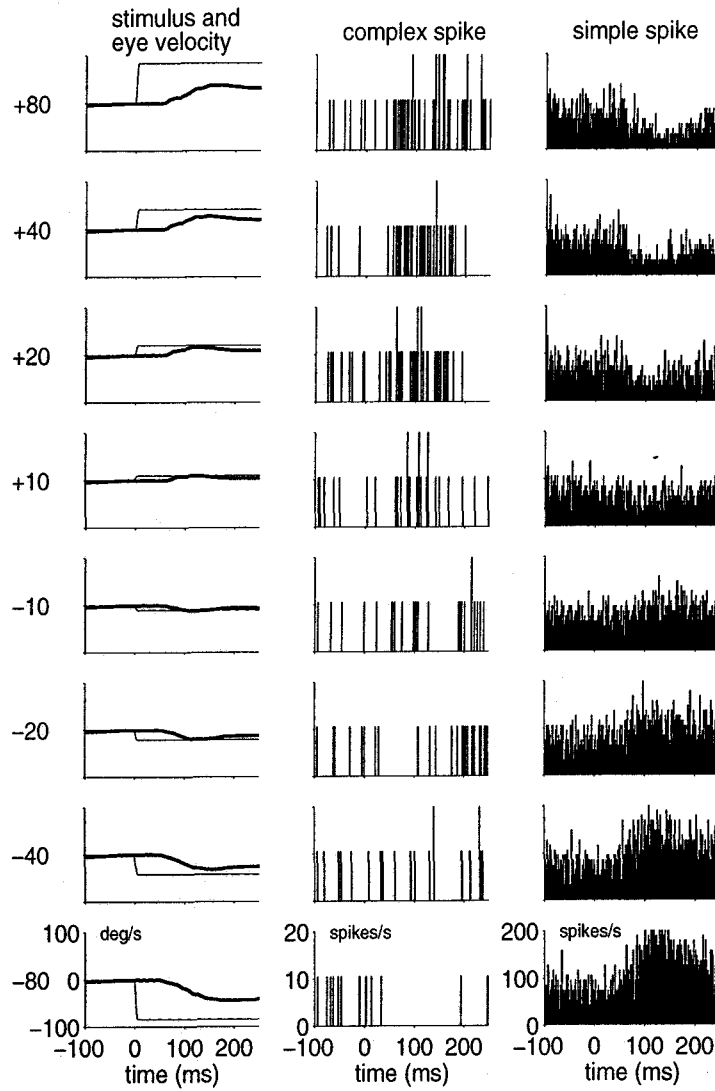 stimulus and
eye velocity
complex spike
simple spike
+80
+40
+20
+10
−10
−20
−40
−80
100
0
−100
deg/s
−100 0 100 200
time (ms)
20
10
0
spikes/s
−100 0 100 200
time (ms)
200
100
0
spikes/s
−100 0 100 200
time (ms)